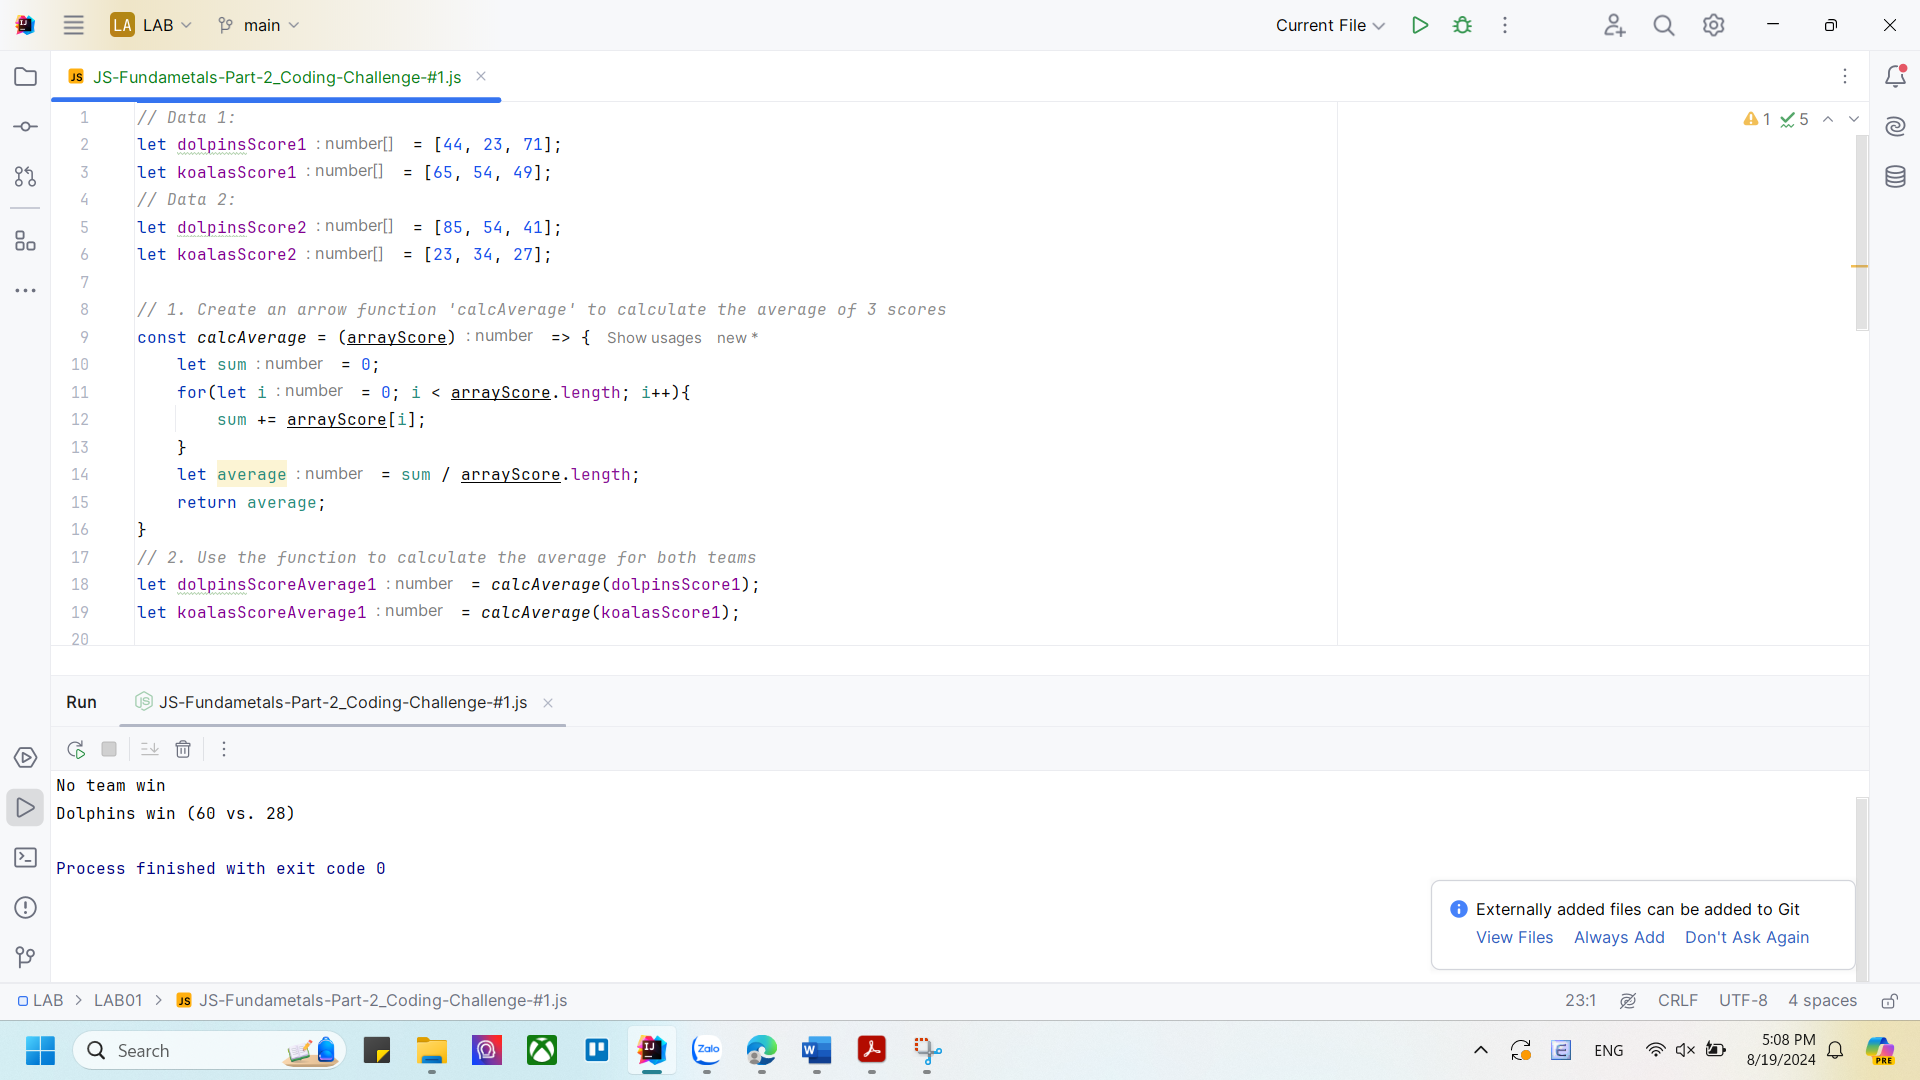 LA LAB main Current File
JS JS-Fundametals-Part-2_Coding-Challenge-#1.js
1 // Data 1: 1 5
2 let dolpinsScore1 : number[] = [44, 23, 71];
3 let koalasScore1 : number[] = [65, 54, 49];
4 // Data 2:
5 let dolpinsScore2 : number[] = [85, 54, 41];
6 let koalasScore2 : number[] = [23, 34, 27];
7
8 // 1. Create an arrow function 'calcAverage' to calculate the average of 3 scores
9 const calcAverage = (arrayScore) : number => { Show usages new *
10 let sum : number = 0;
11 for(let i : number = 0; i < arrayScore.length; i++){
12 sum += arrayScore[i];
13 }
14 let average : number = sum / arrayScore.length;
15 return average;
16 }
17 // 2. Use the function to calculate the average for both teams
18 let dolpinsScoreAverage1 : number = calcAverage(dolpinsScore1);
19 let koalasScoreAverage1 : number = calcAverage(koalasScore1);
20
Run JS JS-Fundametals-Part-2_Coding-Challenge-#1.js
No team win
Dolphins win (60 vs. 28)
Process finished with exit code 0
Externally added files can be added to Git
View Files Always Add Don't Ask Again
LAB > LAB01 > JS JS-Fundametals-Part-2_Coding-Challenge-#1.js 23:1 CRLF UTF-8 4 spaces
Search IJ Zalo W E ENG 5:08 PM
8/19/2024 PRE